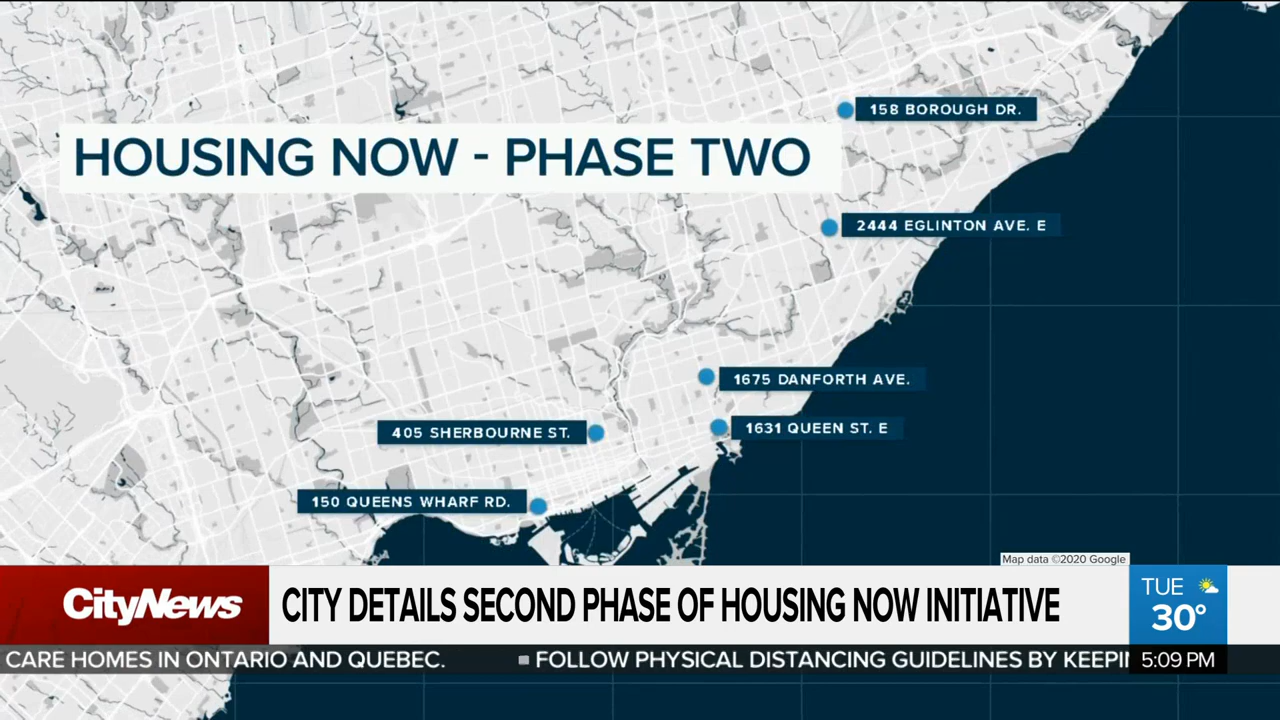 158 BOROUGH DR.
HOUSING NOW - PHASE TWO
2444 EGLINTON AVE. E
1675 DANFORTH AVE.
405 SHERBOURNE ST.
1631 QUEEN ST. E
150 QUEENS WHARF RD.
Map data ©2020 Google
CityNews
CITY DETAILS SECOND PHASE OF HOUSING NOW INITIATIVE
TUE
30°
CARE HOMES IN ONTARIO AND QUEBEC. FOLLOW PHYSICAL DISTANCING GUIDELINES BY KEEPIN
5:09 PM